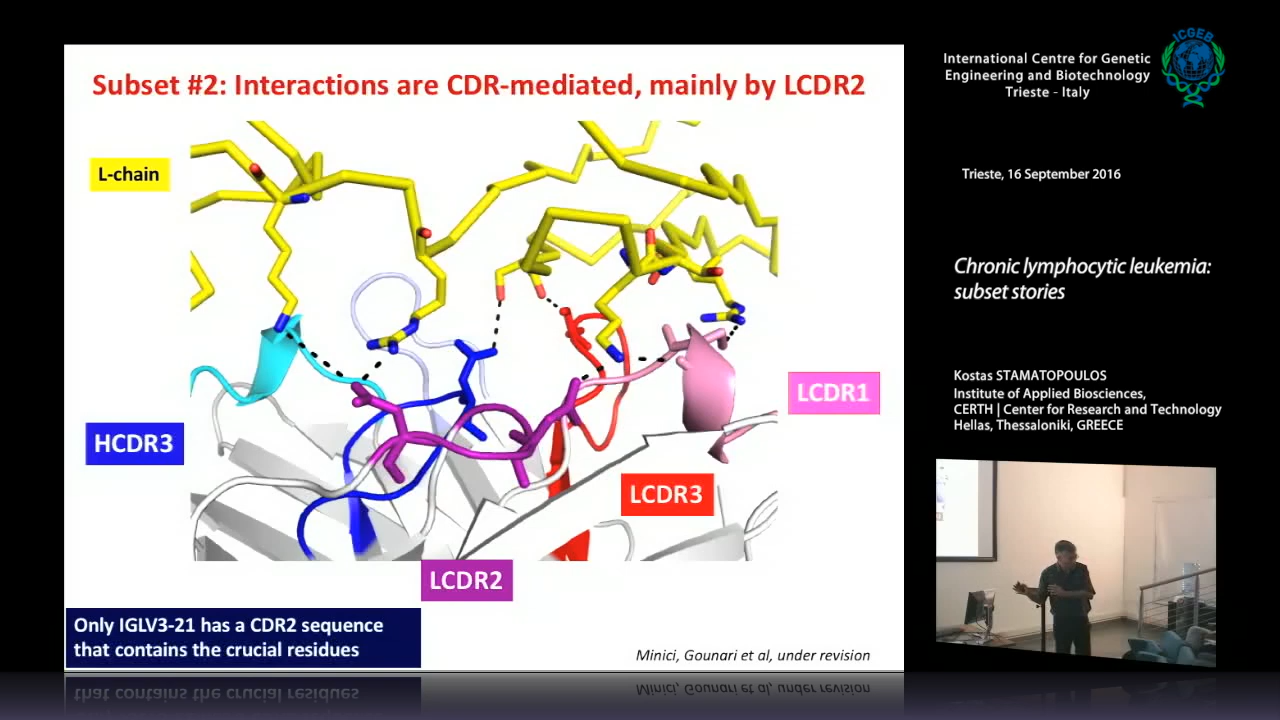 Subset #2: Interactions are CDR-mediated, mainly by LCDR2
L-chain
HCDR3
LCDR1
LCDR3
LCDR2
Only IGLV3-21 has a CDR2 sequence
that contains the crucial residues
Minici, Gounari et al, under revision
International Centre for Genetic
Engineering and Biotechnology
Trieste - Italy
ICGEB
Trieste, 16 September 2016
Chronic lymphocytic leukemia:
subset stories
Kostas STAMATOPOULOS
Institute of Applied Biosciences,
CERTH | Center for Research and Technology
Hellas, Thessaloniki, GREECE